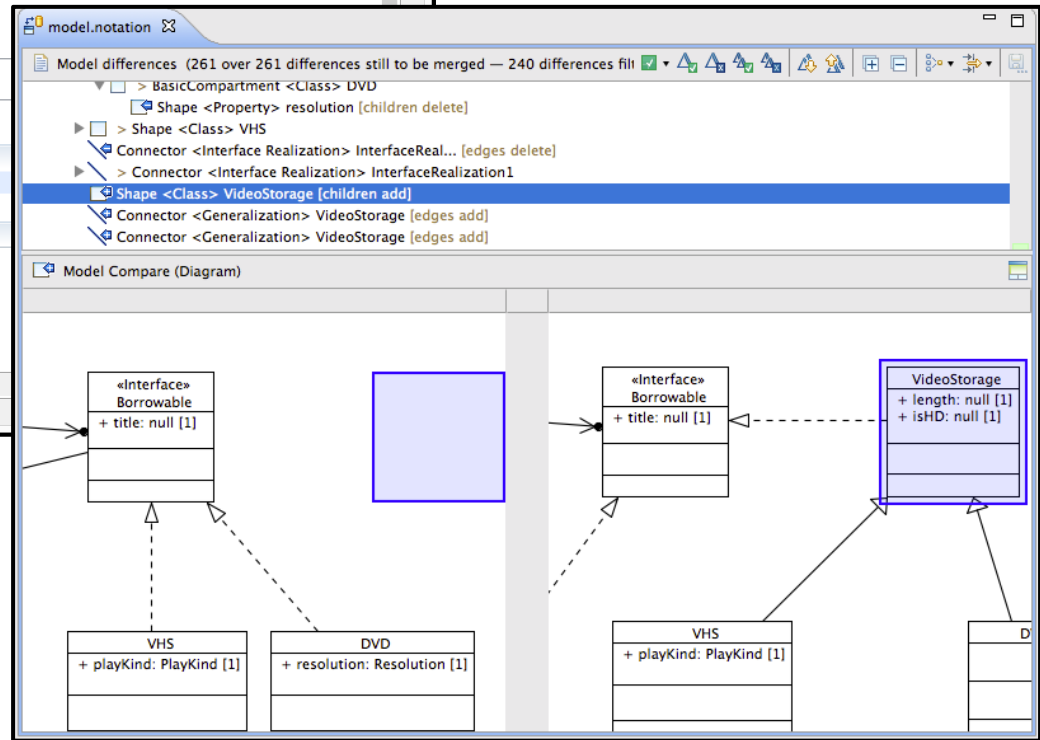 model.notation
Model differences (261 over 261 differences still to be merged — 240 differences filt
> BasicCompartment <Class> DVD
Shape <Property> resolution [children delete]
> Shape <Class> VHS
Connector <Interface Realization> InterfaceReal... [edges delete]
> Connector <Interface Realization> InterfaceRealization1
Shape <Class> VideoStorage [children add]
Connector <Generalization> VideoStorage [edges add]
Connector <Generalization> VideoStorage [edges add]
Model Compare (Diagram)
«Interface»
Borrowable
+ title: null [1]
VHS
+ playKind: PlayKind [1]
DVD
+ resolution: Resolution [1]
«Interface»
Borrowable
+ title: null [1]
VideoStorage
+ length: null [1]
+ isHD: null [1]
VHS
+ playKind: PlayKind [1]